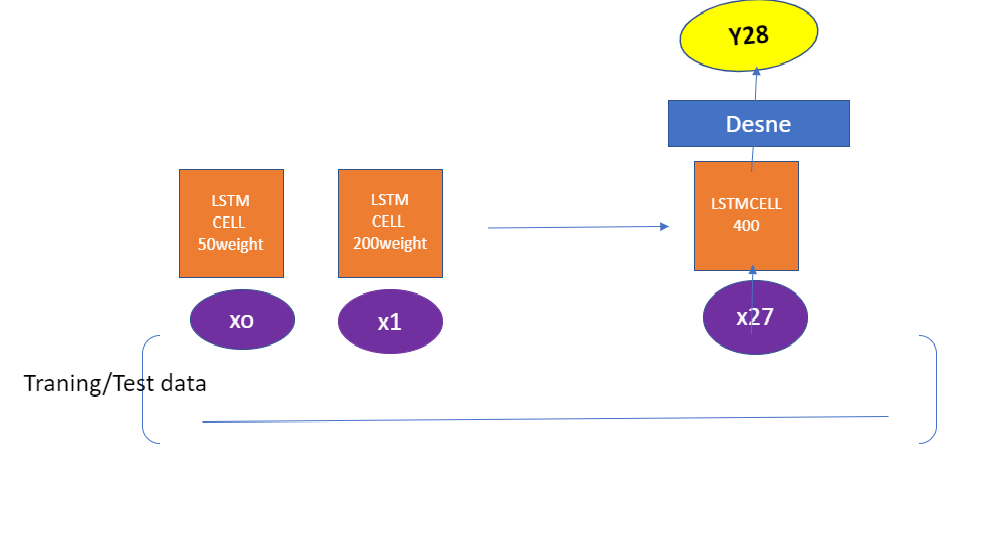 Y28
Desne
LSTM
CELL
50weight
LSTM
CELL
200weight
LSTMCELL
400
xo
x1
x27
Traning/Test data